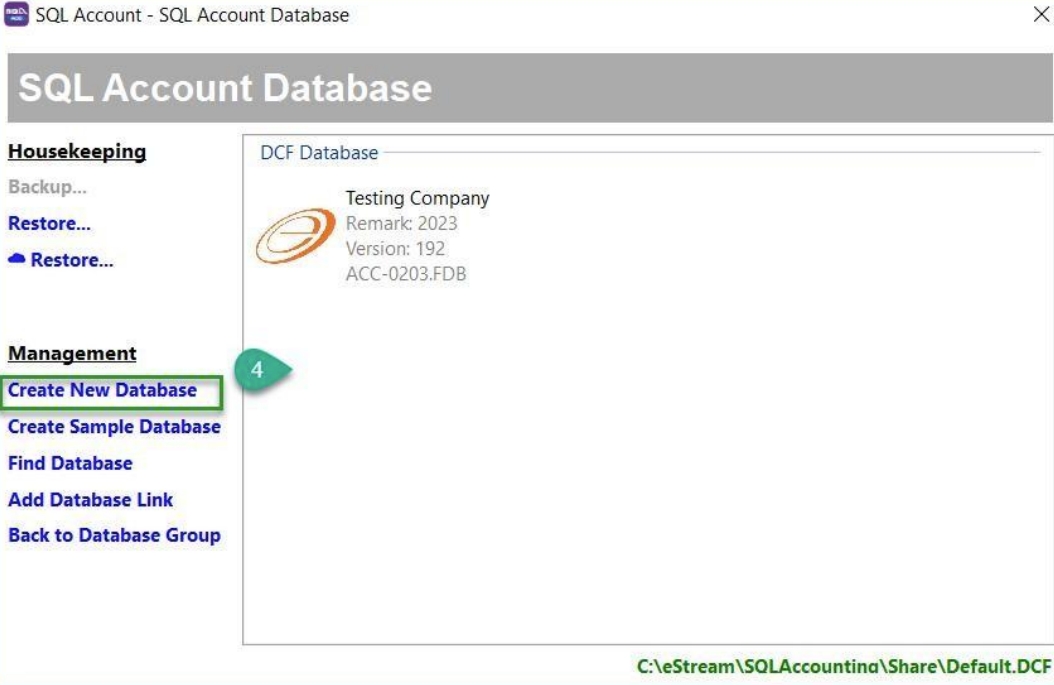 SQL Account - SQL Account Database
SQL Account Database
Housekeeping
Backup...
Restore...
Restore...
Management
Create New Database
Create Sample Database
Find Database
Add Database Link
Back to Database Group
DCF Database
Testing Company
Remark: 2023
Version: 192
ACC-0203.FDB
4
C:\eStream\SQLAccounting\Share\Default.DCF